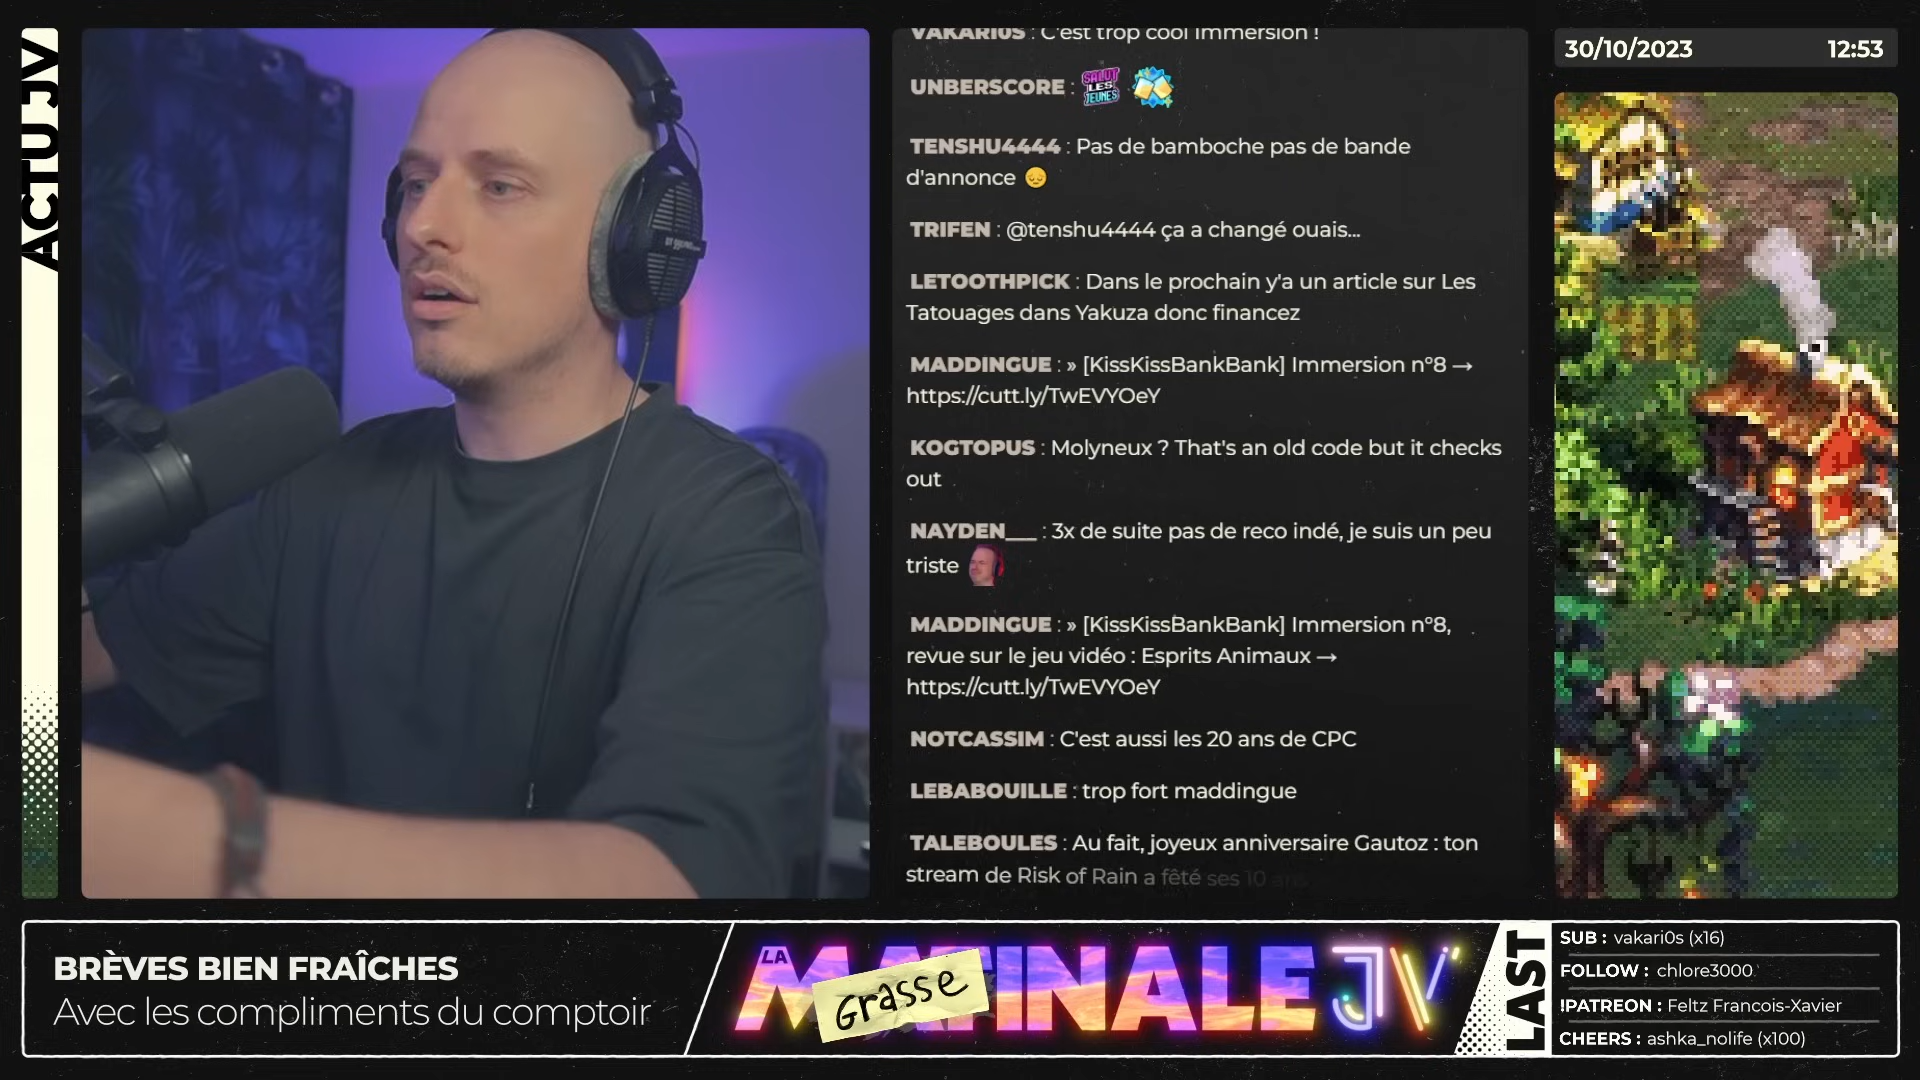 ACTU JV
VAKARI0S : C'est trop cool Immersion !
UNBERSCORE : SALUT LES JEUNES
TENSHU4444 : Pas de bamboche pas de bande
d'annonce 😔
TRIFEN : @tenshu4444 ça a changé ouais...
LETOOTHPICK : Dans le prochain y'a un article sur Les
Tatouages dans Yakuza donc financez
MADDINGUE : » [KissKissBankBank] Immersion n°8 →
https://cutt.ly/TwEVYOeY
KOGTOPUS : Molyneux ? That's an old code but it checks
out
NAYDEN___ : 3x de suite pas de reco indé, je suis un peu
triste
MADDINGUE : » [KissKissBankBank] Immersion n°8,
revue sur le jeu vidéo : Esprits Animaux →
https://cutt.ly/TwEVYOeY
NOTCASSIM : C'est aussi les 20 ans de CPC
LEBABOUILLE : trop fort maddingue
TALEBOULES : Au fait, joyeux anniversaire Gautoz : ton
stream de Risk of Rain a fêté ses 10 ans
30/10/2023 12:53
BRÈVES BIEN FRAÎCHES
Avec les compliments du comptoir
LA MATINALE JV
Grasse
LAST
SUB : vakari0s (x16)
FOLLOW : chlore3000
!PATREON : Feltz Francois-Xavier
CHEERS : ashka_nolife (x100)